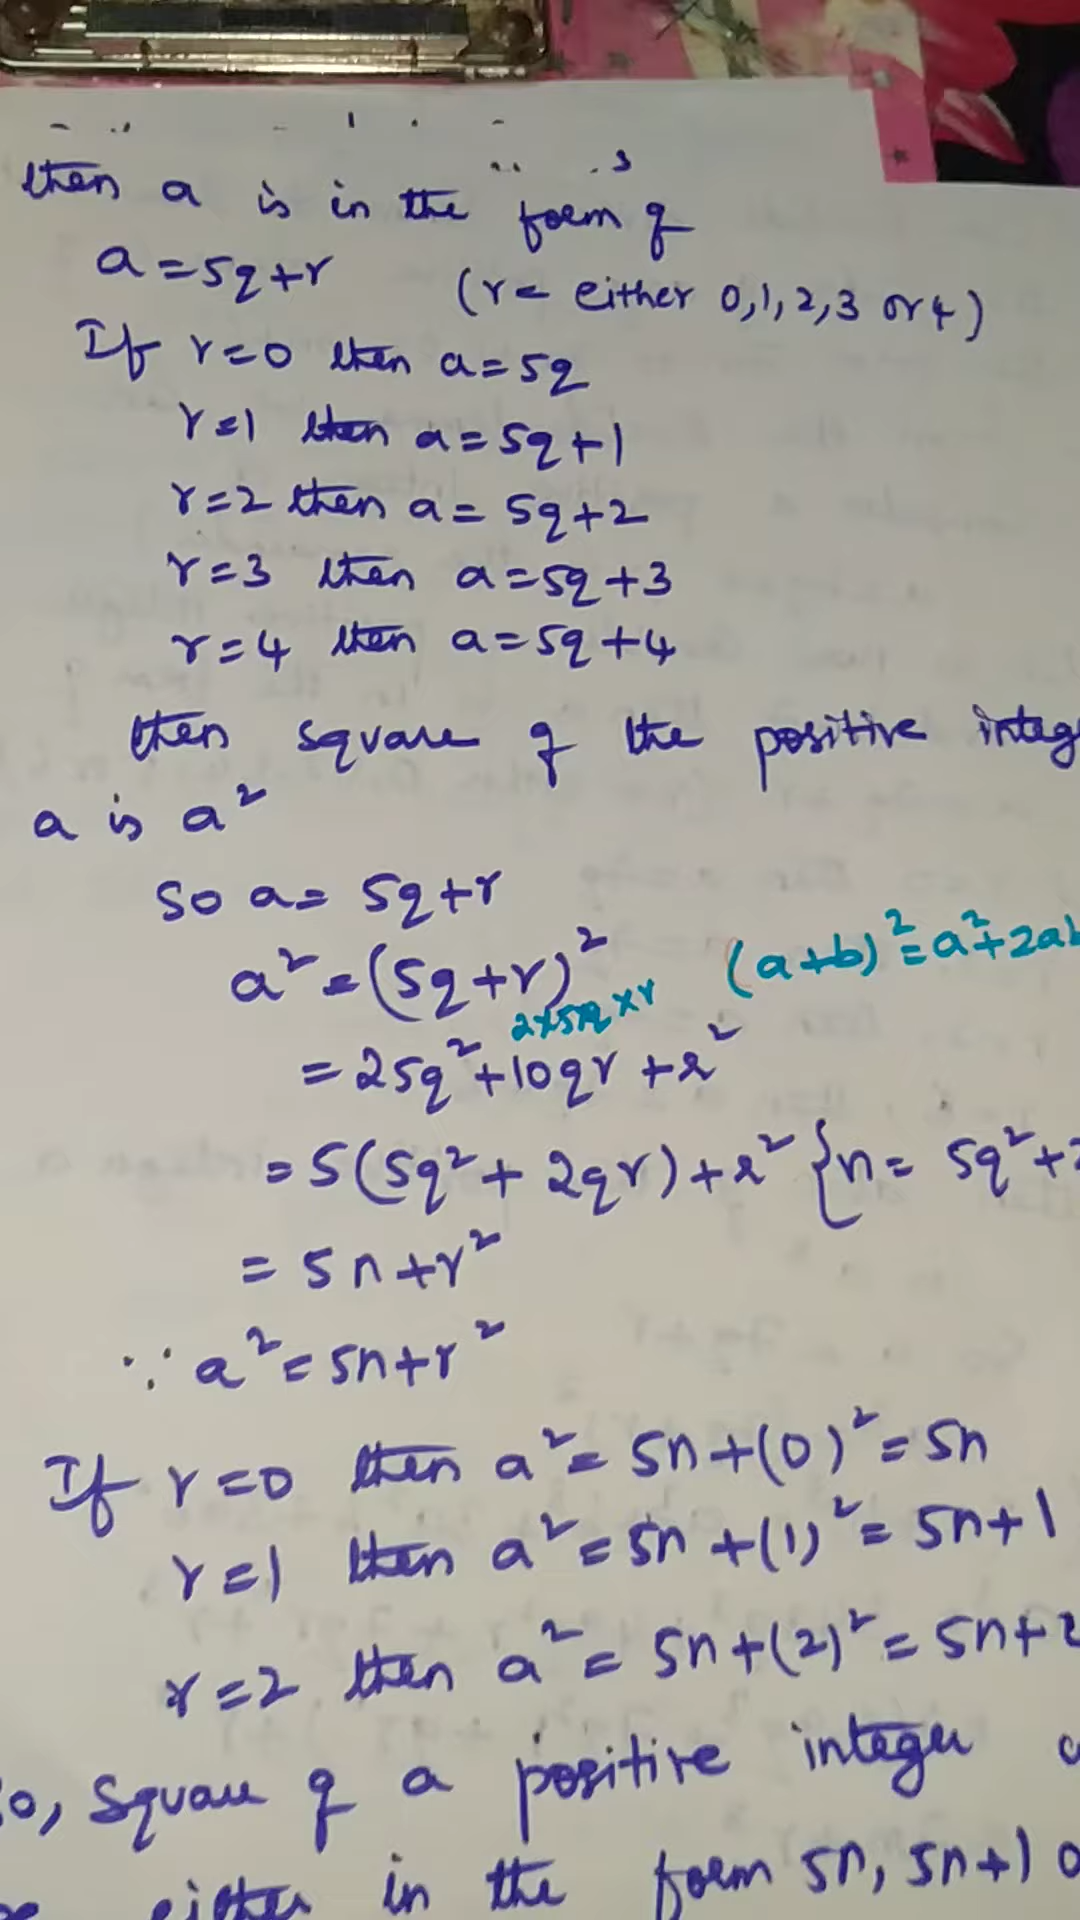 then a is in the form of
a = 5q + r (r = either 0, 1, 2, 3 or 4)
If r = 0 then a = 5q
r = 1 then a = 5q + 1
r = 2 then a = 5q + 2
r = 3 then a = 5q + 3
r = 4 then a = 5q + 4
then square of the positive integ
a is a²
So a = 5q + r
a² = (5q + r)² (a+b)² = a² + 2ab
2×5q×r
= 25q² + 10qr + r²
= 5(5q² + 2qr) + r² {n = 5q² +
= 5n + r²
∵ a² = 5n + r²
If r = 0 then a² = 5n + (0)² = 5n
r = 1 then a² = 5n + (1)² = 5n + 1
r = 2 then a² = 5n + (2)² = 5n +
so, Square of a positive integer
either in the form 5n, 5n + 1